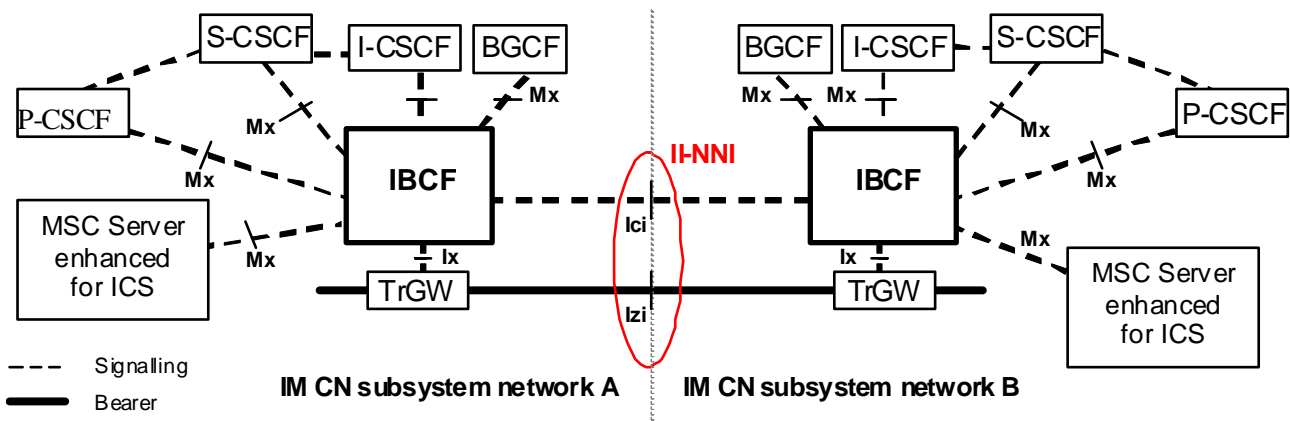 S-CSCF
I-CSCF
BGCF
BGCF
I-CSCF
S-CSCF
P-CSCF
P-CSCF
Mx
Mx
Mx
Mx
Mx
Mx
Mx
Mx
Mx
IBCF
IBCF
II-NNI
Ici
MSC Server
enhanced
for ICS
MSC Server
enhanced
for ICS
Ix
Ix
TrGW
TrGW
Izi
Signalling
Bearer
IM CN subsystem network A
IM CN subsystem network B